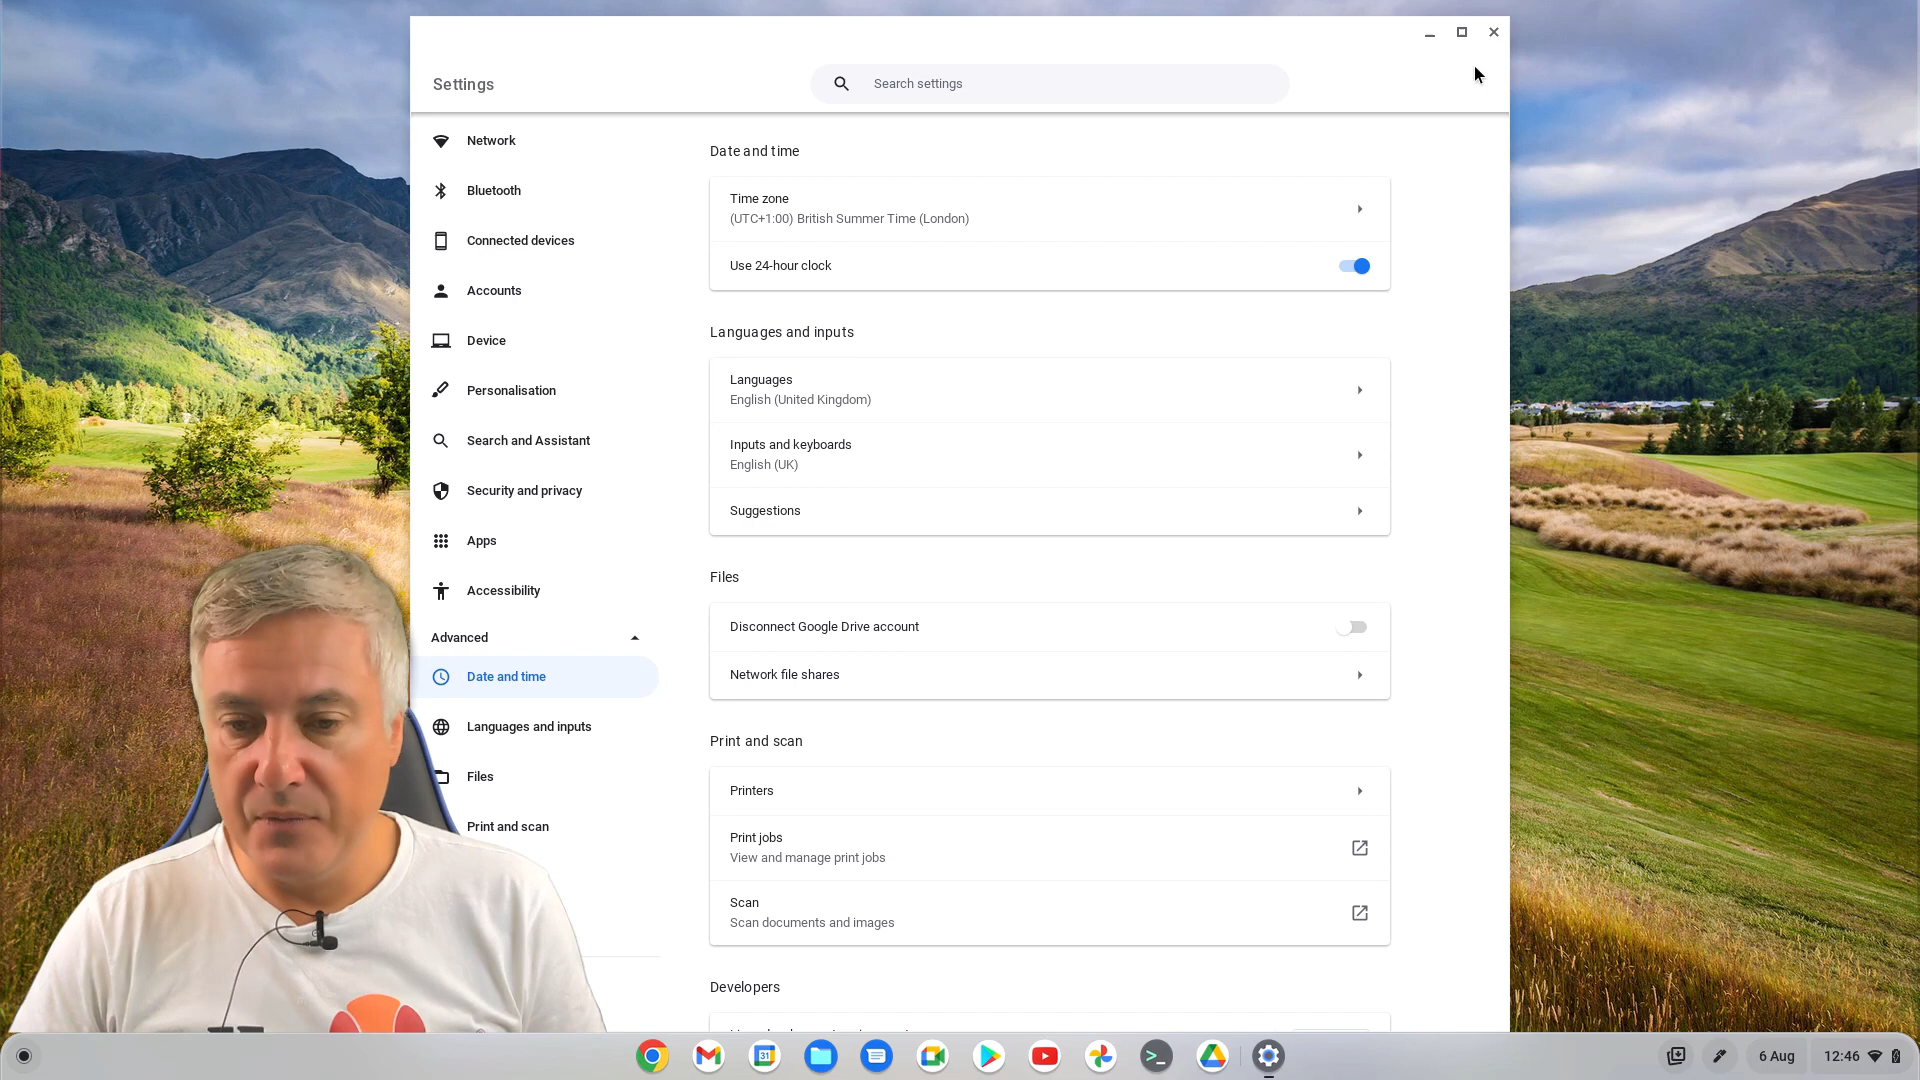 Settings
Search settings
Network
Bluetooth
Connected devices
Accounts
Device
Personalisation
Search and Assistant
Security and privacy
Apps
Accessibility
Advanced
Date and time
Languages and inputs
Files
Print and scan
Date and time
Time zone
(UTC+1:00) British Summer Time (London)
Use 24-hour clock
Languages and inputs
Languages
English (United Kingdom)
Inputs and keyboards
English (UK)
Suggestions
Files
Disconnect Google Drive account
Network file shares
Print and scan
Printers
Print jobs
View and manage print jobs
Scan
Scan documents and images
Developers
31
6 Aug
12:46